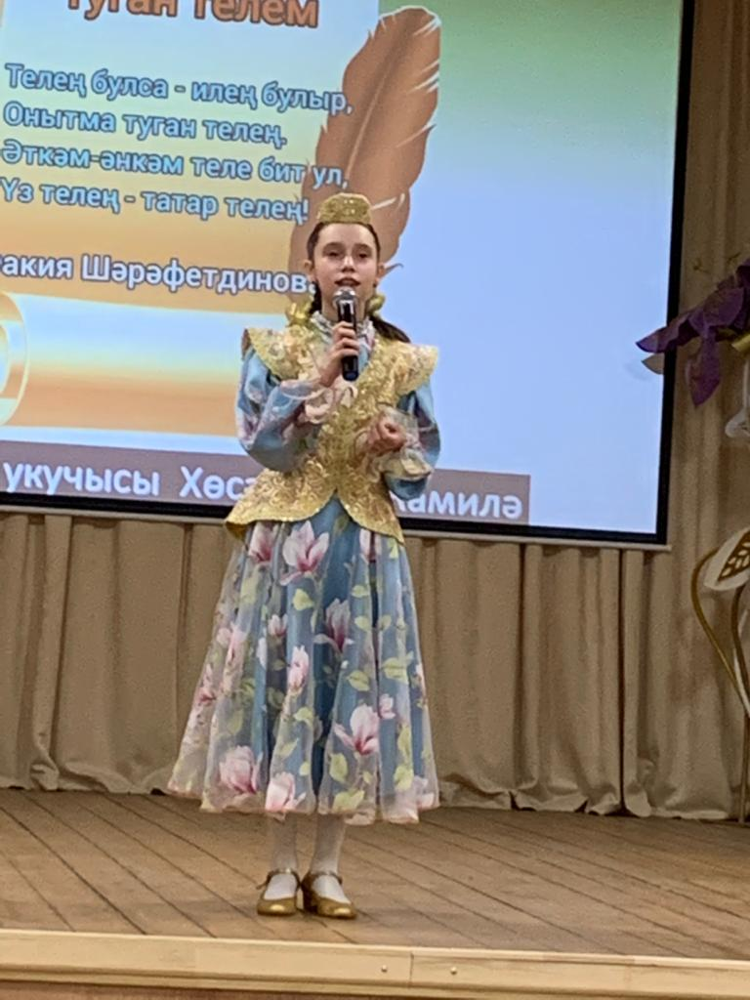 туган телем
Телең булса - илең булыр,
Онытма туган телең.
Әткәм-әнкәм теле бит ул,
Үз телең - татар телең!
Шәрәфетдинов
укучысы